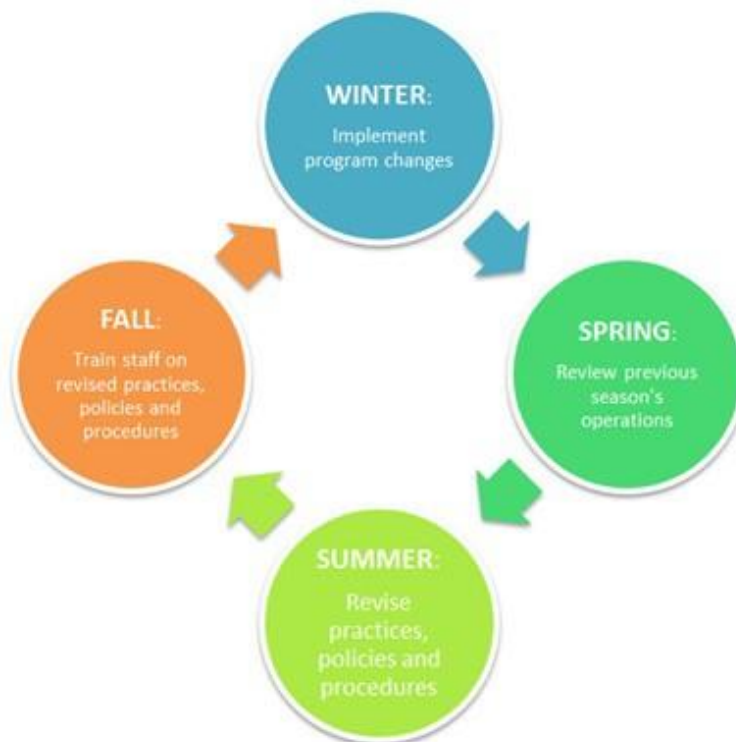 WINTER:
Implement
program changes
SPRING:
Review previous
season's
operations
SUMMER:
Revise
practices,
policies and
procedures
FALL:
Train staff on
revised practices,
policies and
procedures